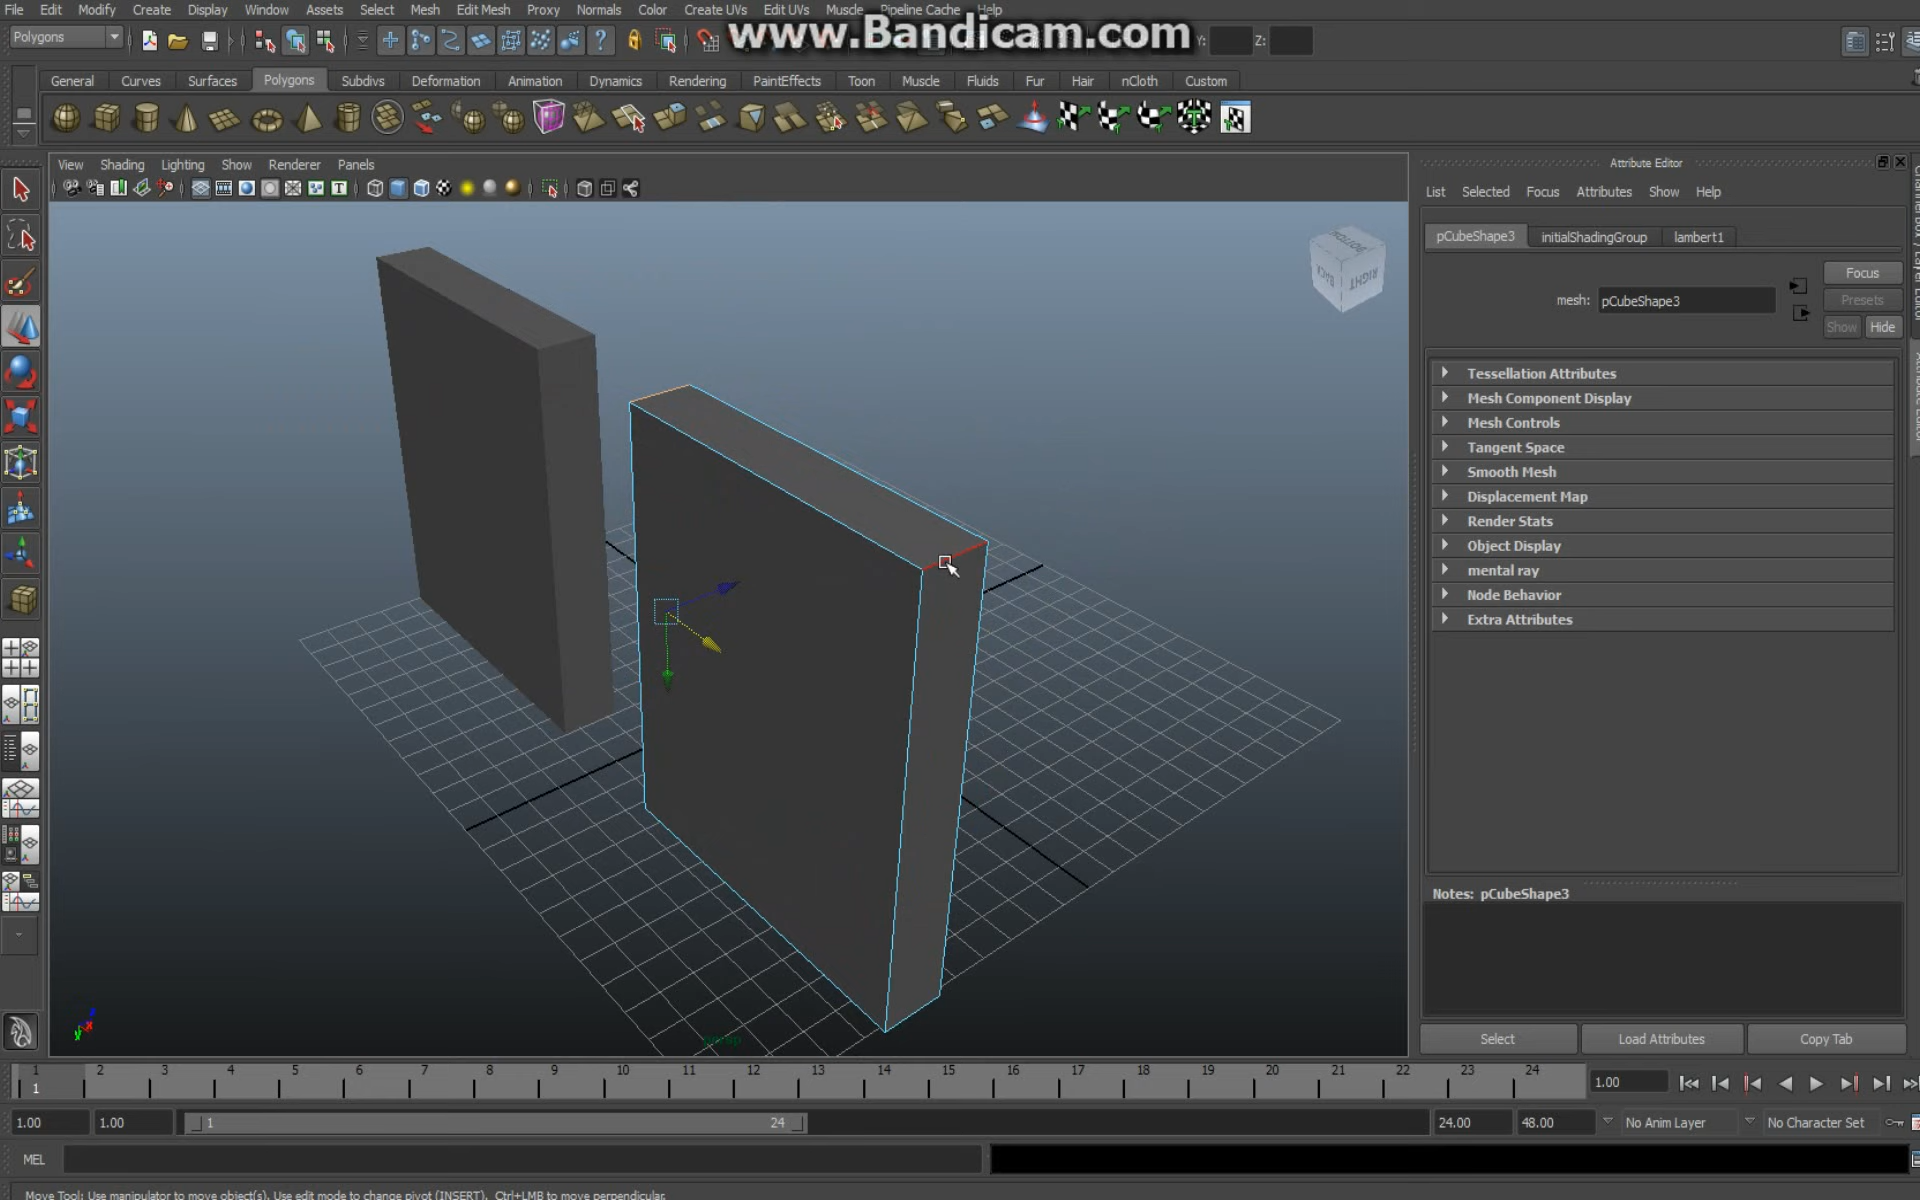 File Edit Modify Create Display Window Assets Select Mesh Edit Mesh Proxy Normals Color Create UVs Edit UVs Muscle Pipeline Cache Help
www.Bandicam.com
Polygons
Y:
Z:
General Curves Surfaces Polygons Subdivs Deformation Animation Dynamics Rendering PaintEffects Toon Muscle Fluids Fur Hair nCloth Custom
View Shading Lighting Show Renderer Panels
Attribute Editor
List Selected Focus Attributes Show Help
pCubeShape3 initialShadingGroup lambert1
Focus
mesh: pCubeShape3
Presets
Show Hide
Tessellation Attributes
Mesh Component Display
Mesh Controls
Tangent Space
Smooth Mesh
Displacement Map
Render Stats
Object Display
mental ray
Node Behavior
Extra Attributes
BOTTOM
BACK
RIGHT
persp
Notes: pCubeShape3
Select Load Attributes Copy Tab
1 2 3 4 5 6 7 8 9 10 11 12 13 14 15 16 17 18 19 20 21 22 23 24
1
1.00
1.00 1.00 1 24 24.00 48.00 No Anim Layer No Character Set
MEL
Move Tool: Use manipulator to move object(s). Use edit mode to change pivot (INSERT). Ctrl+LMB to move perpendicular.